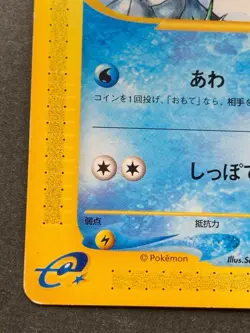 あわ
コインを1回投げ、「おもて」なら、相手を
しっぽで
弱点
抵抗力
© Pokémon
Illus.
e